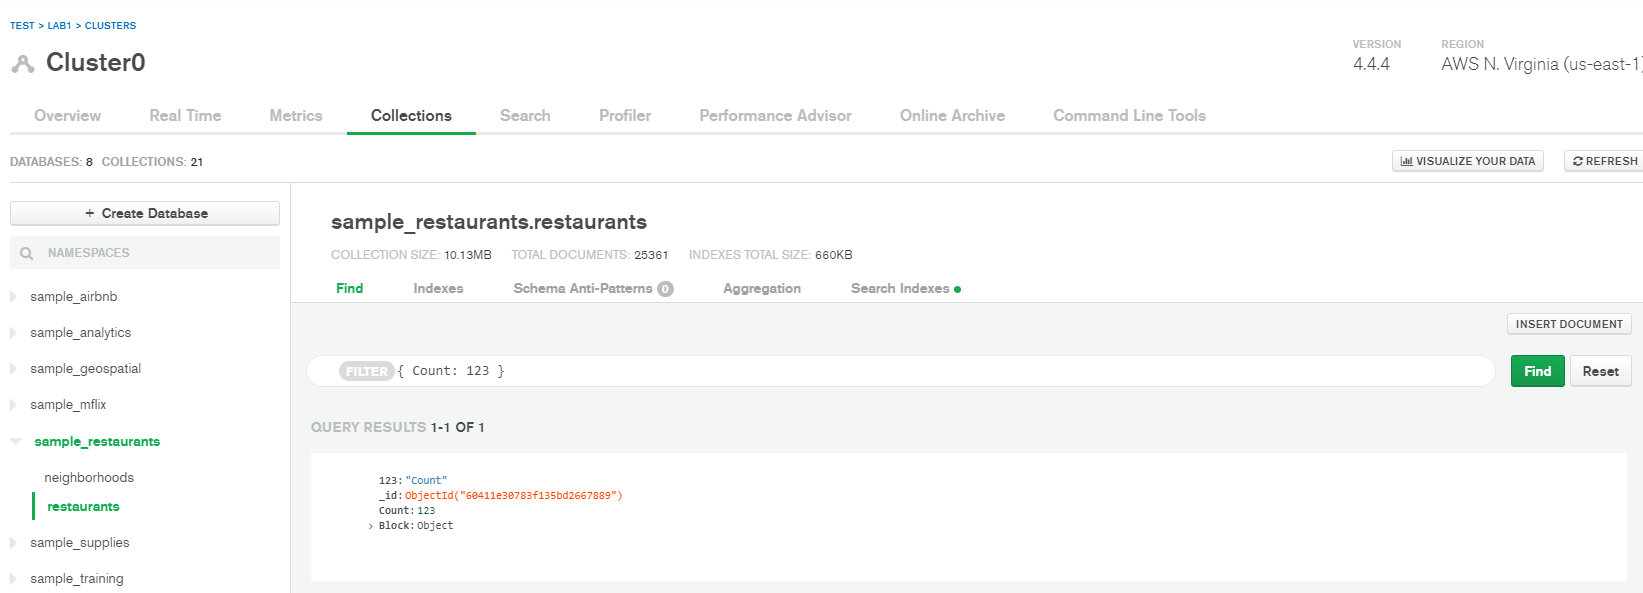 TEST > LAB1 > CLUSTERS
Cluster0
VERSION
4.4.4
REGION
AWS N. Virginia (us-east-1)
Overview Real Time Metrics Collections Search Profiler Performance Advisor Online Archive Command Line Tools
DATABASES: 8 COLLECTIONS: 21
VISUALIZE YOUR DATA REFRESH
+ Create Database
NAMESPACES
sample_airbnb
sample_analytics
sample_geospatial
sample_mflix
sample_restaurants
neighborhoods
restaurants
sample_supplies
sample_training
sample_restaurants.restaurants
COLLECTION SIZE: 10.13MB TOTAL DOCUMENTS: 25361 INDEXES TOTAL SIZE: 660KB
Find Indexes Schema Anti-Patterns 0 Aggregation Search Indexes
INSERT DOCUMENT
FILTER { Count: 123 } Find Reset
QUERY RESULTS 1-1 OF 1
123: "Count"
_id: ObjectId("60411e30783f135bd2667889")
Count: 123
> Block: Object